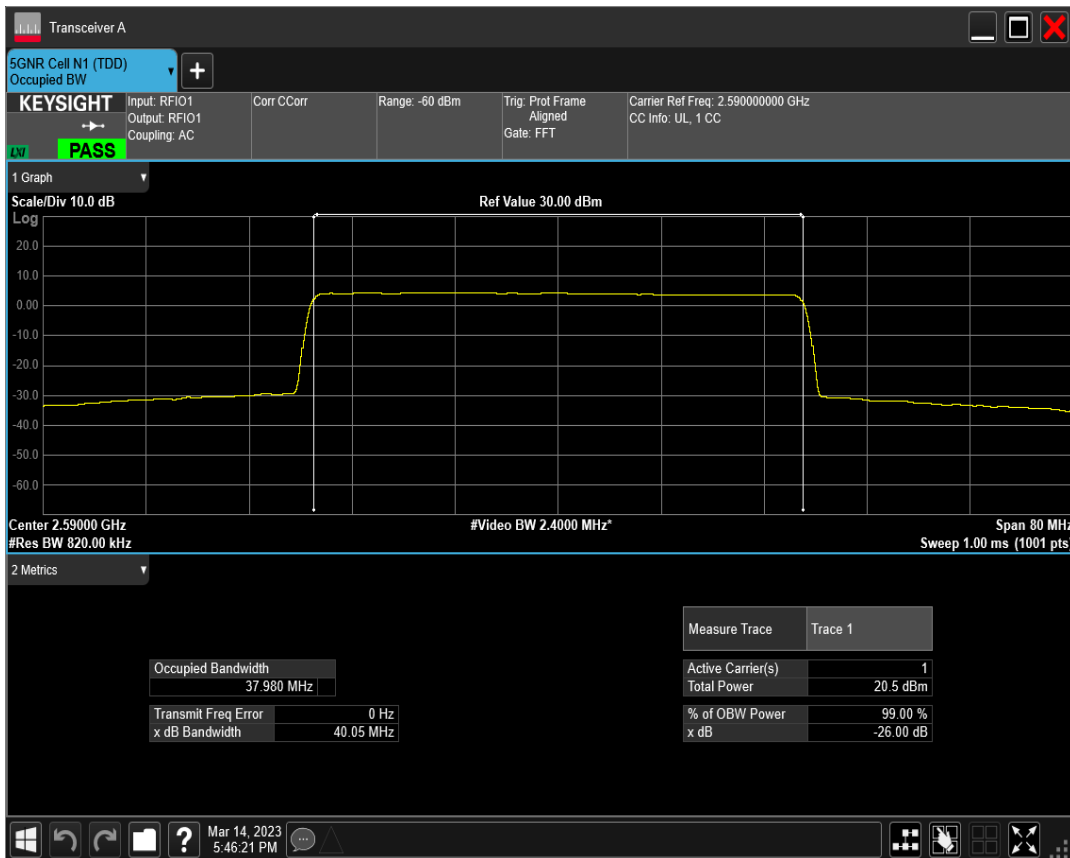 Transceiver A
5GNR Cell N1 (TDD)
Occupied BW
KEYSIGHT
LXI
PASS
Input: RFIO1
Output: RFIO1
Coupling: AC
Corr CCorr
Range: -60 dBm
Trig: Prot Frame
Aligned
Gate: FFT
Carrier Ref Freq: 2.590000000 GHz
CC Info: UL, 1 CC
1 Graph
Scale/Div 10.0 dB
Ref Value 30.00 dBm
Log
20.0
10.0
0.00
-10.0
-20.0
-30.0
-40.0
-50.0
-60.0
Center 2.59000 GHz
#Video BW 2.4000 MHz*
Span 80 MHz
#Res BW 820.00 kHz
Sweep 1.00 ms (1001 pts)
2 Metrics
Measure Trace Trace 1
Occupied Bandwidth
37.980 MHz
Active Carrier(s) 1
Total Power 20.5 dBm
Transmit Freq Error 0 Hz
x dB Bandwidth 40.05 MHz
% of OBW Power 99.00 %
x dB -26.00 dB
?
Mar 14, 2023
5:46:21 PM